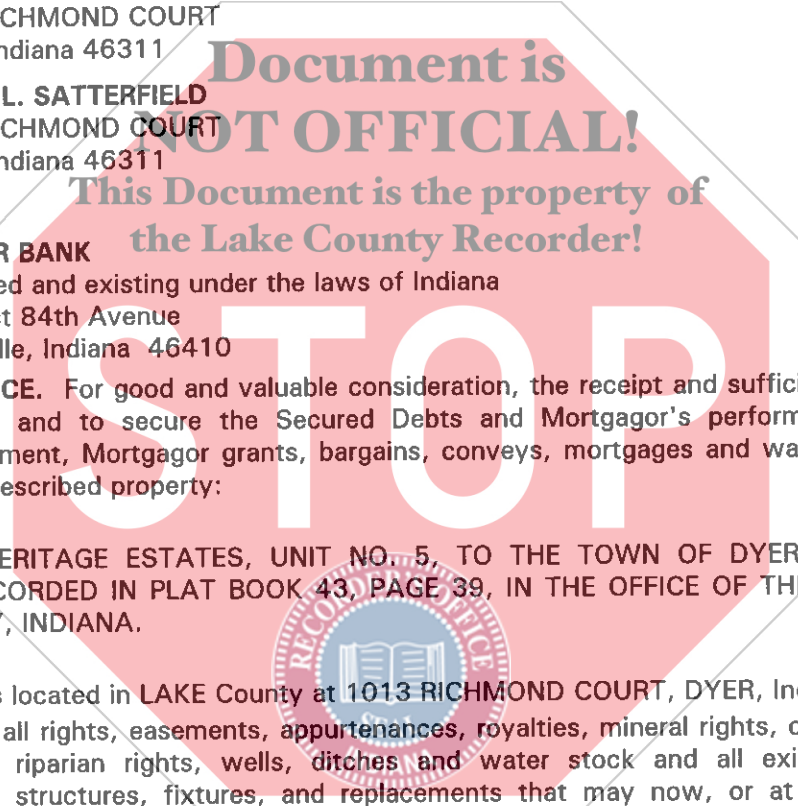 CHMOND COURT
ndiana 46311
Document is
L. SATTERFIELD
NOT OFFICIAL!
CHMOND COURT
ndiana 46311
This Document is the property of
the Lake County Recorder!
R BANK
ed and existing under the laws of Indiana
t 84th Avenue
lle, Indiana 46410
STOP
CE. For good and valuable consideration, the receipt and suffici
and to secure the Secured Debts and Mortgagor's perform
ment, Mortgagor grants, bargains, conveys, mortgages and wa
escribed property:
ERITAGE ESTATES, UNIT NO. 5, TO THE TOWN OF DYER
CORDED IN PLAT BOOK 43, PAGE 39, IN THE OFFICE OF TH
, INDIANA.
RECORDER OFFICE
SEAL
s located in LAKE County at 1013 RICHMOND COURT, DYER, In
all rights, easements, appurtenances, royalties, mineral rights,
riparian rights, wells, ditches and water stock and all exi
structures, fixtures, and replacements that may now, or at